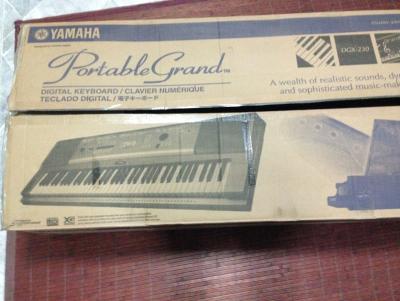 YAMAHA
PortableGrand™
DIGITAL KEYBOARD / CLAVIER NUMÉRIQUE
TECLADO DIGITAL / 電子キーボード
DGX-230
A wealth of realistic sounds, dy
and sophisticated music-mak